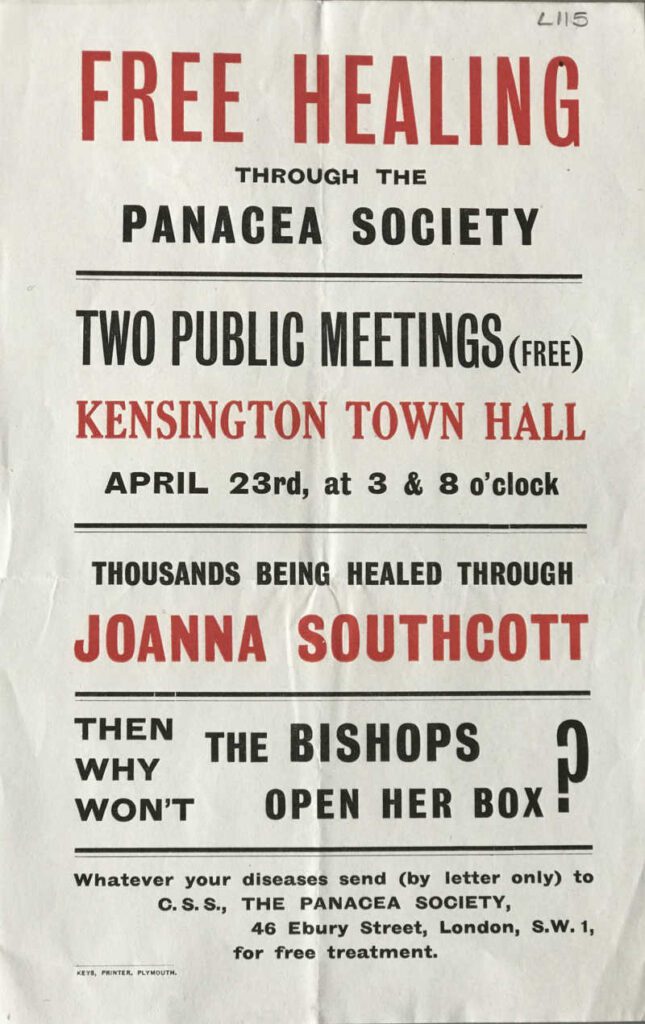 L115
FREE HEALING
THROUGH THE
PANACEA SOCIETY
TWO PUBLIC MEETINGS (FREE)
KENSINGTON TOWN HALL
APRIL 23rd, at 3 & 8 o'clock
THOUSANDS BEING HEALED THROUGH
JOANNA SOUTHCOTT
THEN
WHY
WON'T
THE BISHOPS
OPEN HER BOX ?
Whatever your diseases send (by letter only) to
C. S. S., THE PANACEA SOCIETY,
46 Ebury Street, London, S.W. 1,
for free treatment.
KEYS, PRINTER, PLYMOUTH.